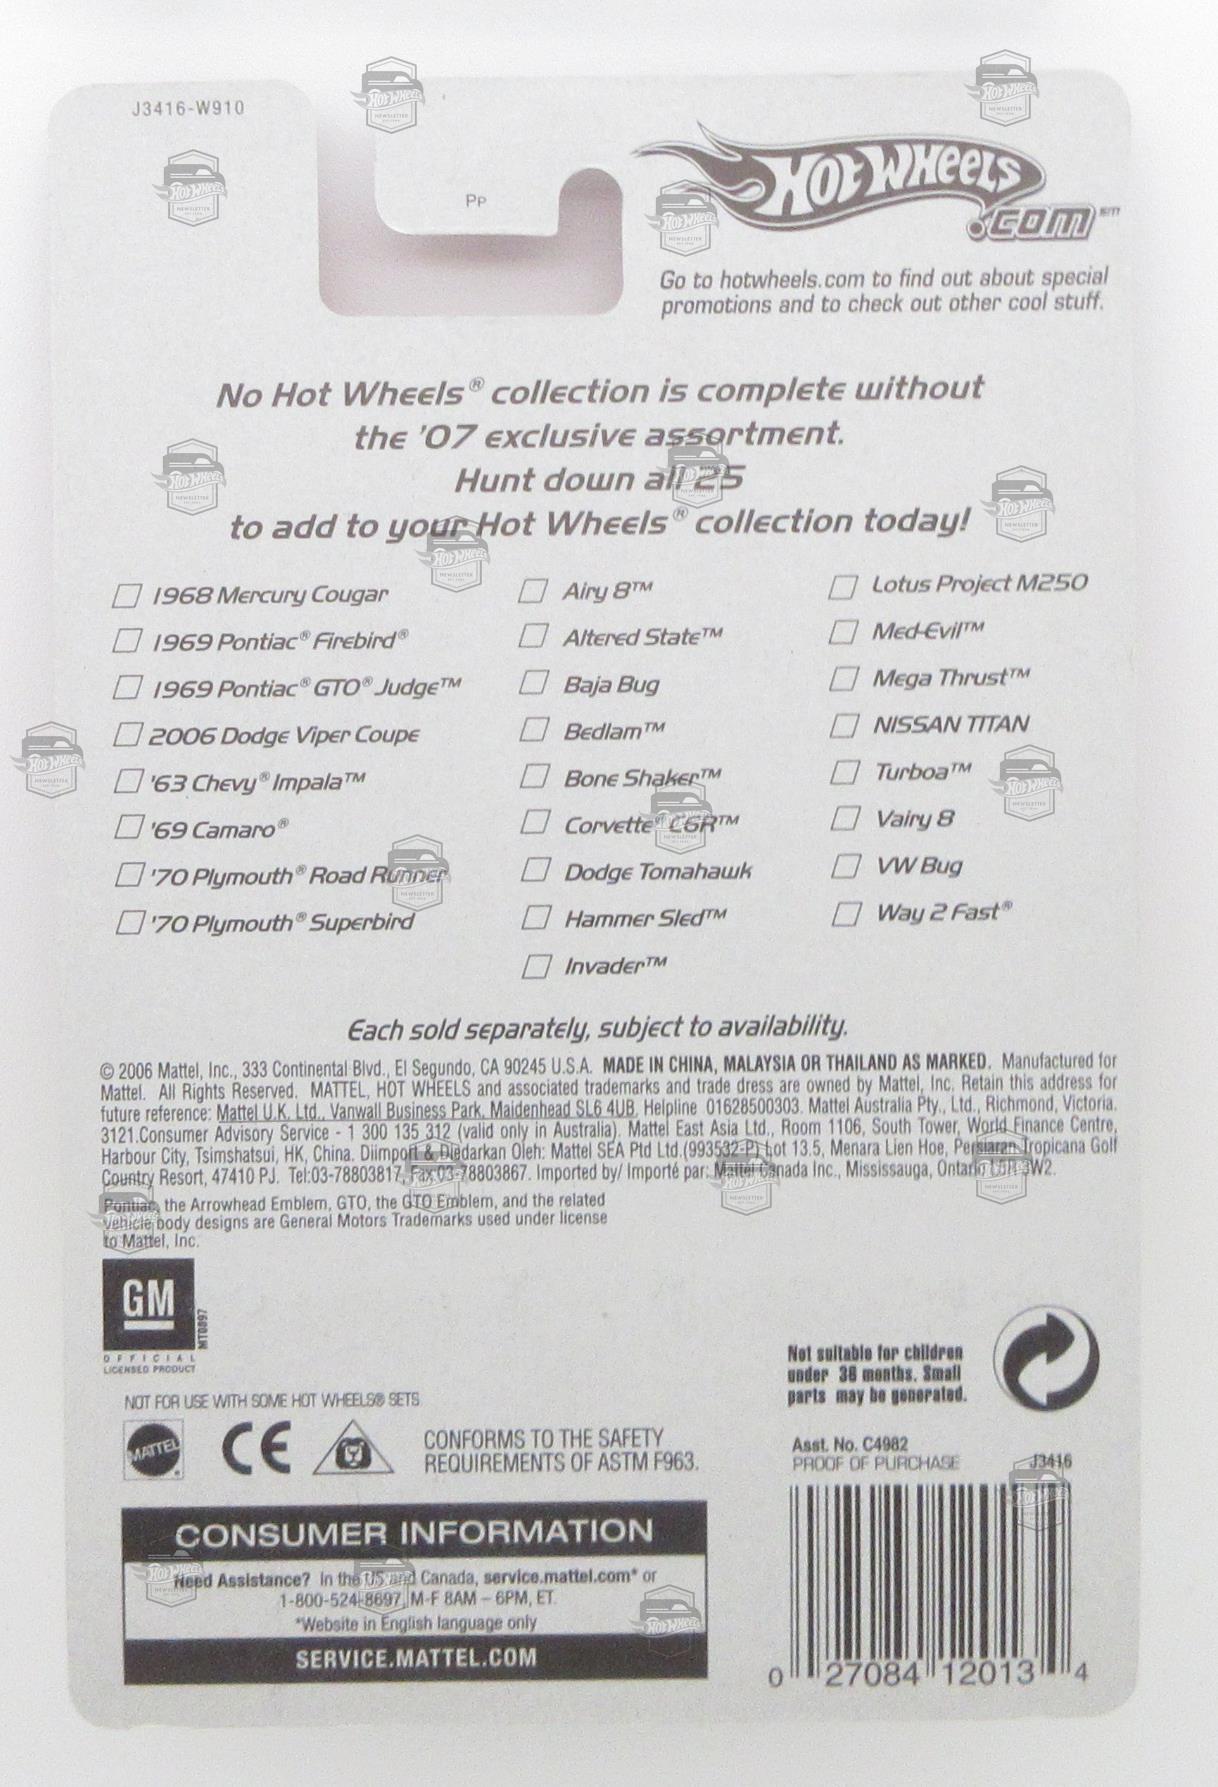 J3416-W910
Pp
HOT WHEELS
.COM℠
Go to hotwheels.com to find out about special
promotions and to check out other cool stuff.
No Hot Wheels® collection is complete without
the '07 exclusive assortment.
Hunt down all 25
to add to your Hot Wheels® collection today!
1968 Mercury Cougar
1969 Pontiac® Firebird®
1969 Pontiac® GTO® Judge™
2006 Dodge Viper Coupe
'63 Chevy® Impala™
'69 Camaro®
'70 Plymouth® Road Runner
'70 Plymouth® Superbird
Airy 8™
Altered State™
Baja Bug
Bedlam™
Bone Shaker™
Corvette® C6R™
Dodge Tomahawk
Hammer Sled™
Invader™
Lotus Project M250
Med-Evil™
Mega Thrust™
NISSAN TITAN
Turboa™
Vairy 8
VW Bug
Way 2 Fast®
Each sold separately, subject to availability.
© 2006 Mattel, Inc., 333 Continental Blvd., El Segundo, CA 90245 U.S.A. MADE IN CHINA, MALAYSIA OR THAILAND AS MARKED. Manufactured for
Mattel. All Rights Reserved. MATTEL, HOT WHEELS and associated trademarks and trade dress are owned by Mattel, Inc. Retain this address for
future reference: Mattel U.K. Ltd., Vanwall Business Park, Maidenhead SL6 4UB. Helpline 01628500303. Mattel Australia Pty., Ltd., Richmond, Victoria.
3121.Consumer Advisory Service - 1 300 135 312 (valid only in Australia). Mattel East Asia Ltd., Room 1106, South Tower, World Finance Centre,
Harbour City, Tsimshatsui, HK, China. Diimport & Diedarkan Oleh: Mattel SEA Ptd Ltd.(993532-P) Lot 13.5, Menara Lien Hoe, Persiaran Tropicana Golf
Country Resort, 47410 PJ. Tel:03-78803817, Fax:03-78803867. Imported by/ Importé par: Mattel Canada Inc., Mississauga, Ontario L5R 3W2.
Pontiac, the Arrowhead Emblem, GTO, the GTO Emblem, and the related
vehicle body designs are General Motors Trademarks used under license
to Mattel, Inc.
GM
MT0897
OFFICIAL
LICENSED PRODUCT
Not suitable for children
under 36 months. Small
parts may be generated.
NOT FOR USE WITH SOME HOT WHEELS® SETS
MATTEL
CE
CONFORMS TO THE SAFETY
REQUIREMENTS OF ASTM F963.
Asst. No. C4982
PROOF OF PURCHASE J3416
CONSUMER INFORMATION
Need Assistance? In the US and Canada, service.mattel.com* or
1-800-524-8697, M-F 8AM – 6PM, ET.
*Website in English language only
SERVICE.MATTEL.COM
0 27084 12013 4